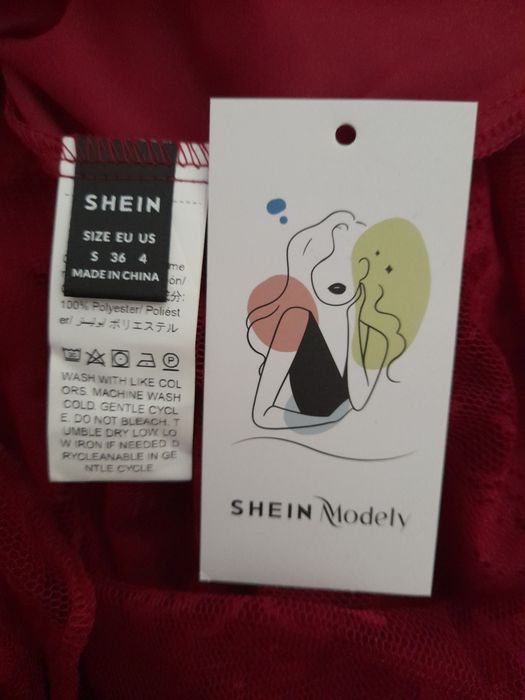 SHEIN
SIZE EU US
S 36 4
MADE IN CHINA
100% Polyester/ Poliést
er/ بوليستر/ ポリエステル
WASH WITH LIKE COL
ORS. MACHINE WASH
COLD. GENTLE CYCL
E. DO NOT BLEACH. T
UMBLE DRY LOW. LO
W IRON IF NEEDED. D
RYCLEANABLE IN GE
NTLE CYCLE.
SHEIN Modely